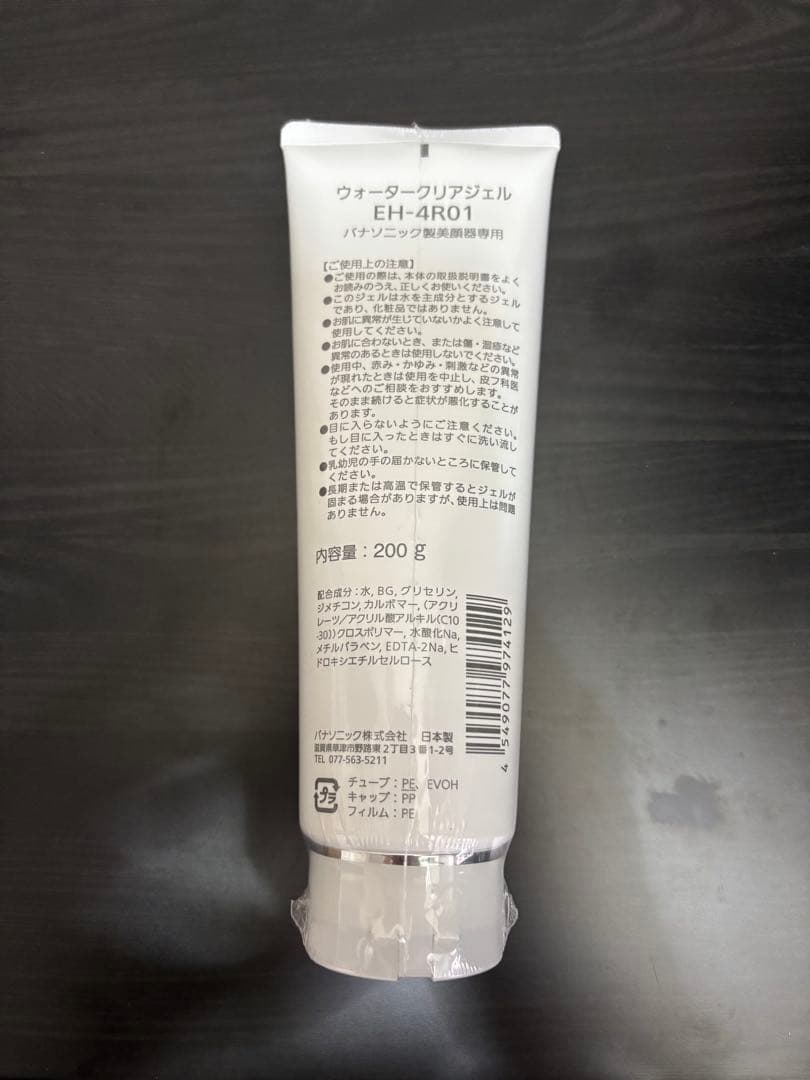 ウォータークリアジェル
EH-4R01
パナソニック製美顔器専用
【ご使用上の注意】
●ご使用の際は、本体の取扱説明書をよく
お読みのうえ、正しくお使いください。
●このジェルは水を主成分とするジェル
であり、化粧品ではありません。
●お肌に異常が生じていないかよく注意して
使用してください。
●お肌に合わないとき、または傷・湿疹など
異常のあるときは使用しないでください。
●使用中、赤み・かゆみ・刺激などの異常
が現れたときは使用を中止し、皮フ科医
などへのご相談をおすすめします。
そのまま続けると症状が悪化することが
あります。
●目に入らないようにご注意ください。
もし目に入ったときはすぐに洗い流し
てください。
●乳幼児の手の届かないところに保管して
ください。
●長期または高温で保管するとジェルが
固まる場合がありますが、使用上は問題
ありません。
内容量：200 g
配合成分：水, BG, グリセリン,
ジメチコン, カルボマー, (アクリ
レーツ/アクリル酸アルキル(C10
-30))クロスポリマー, 水酸化Na,
メチルパラベン, EDTA-2Na, ヒ
ドロキシエチルセルロース
4 549077 974129
パナソニック株式会社 日本製
滋賀県草津市野路東2丁目3番1-2号
TEL 077-563-5211
プラ
チューブ：PE、EVOH
キャップ：PP
フィルム：PE